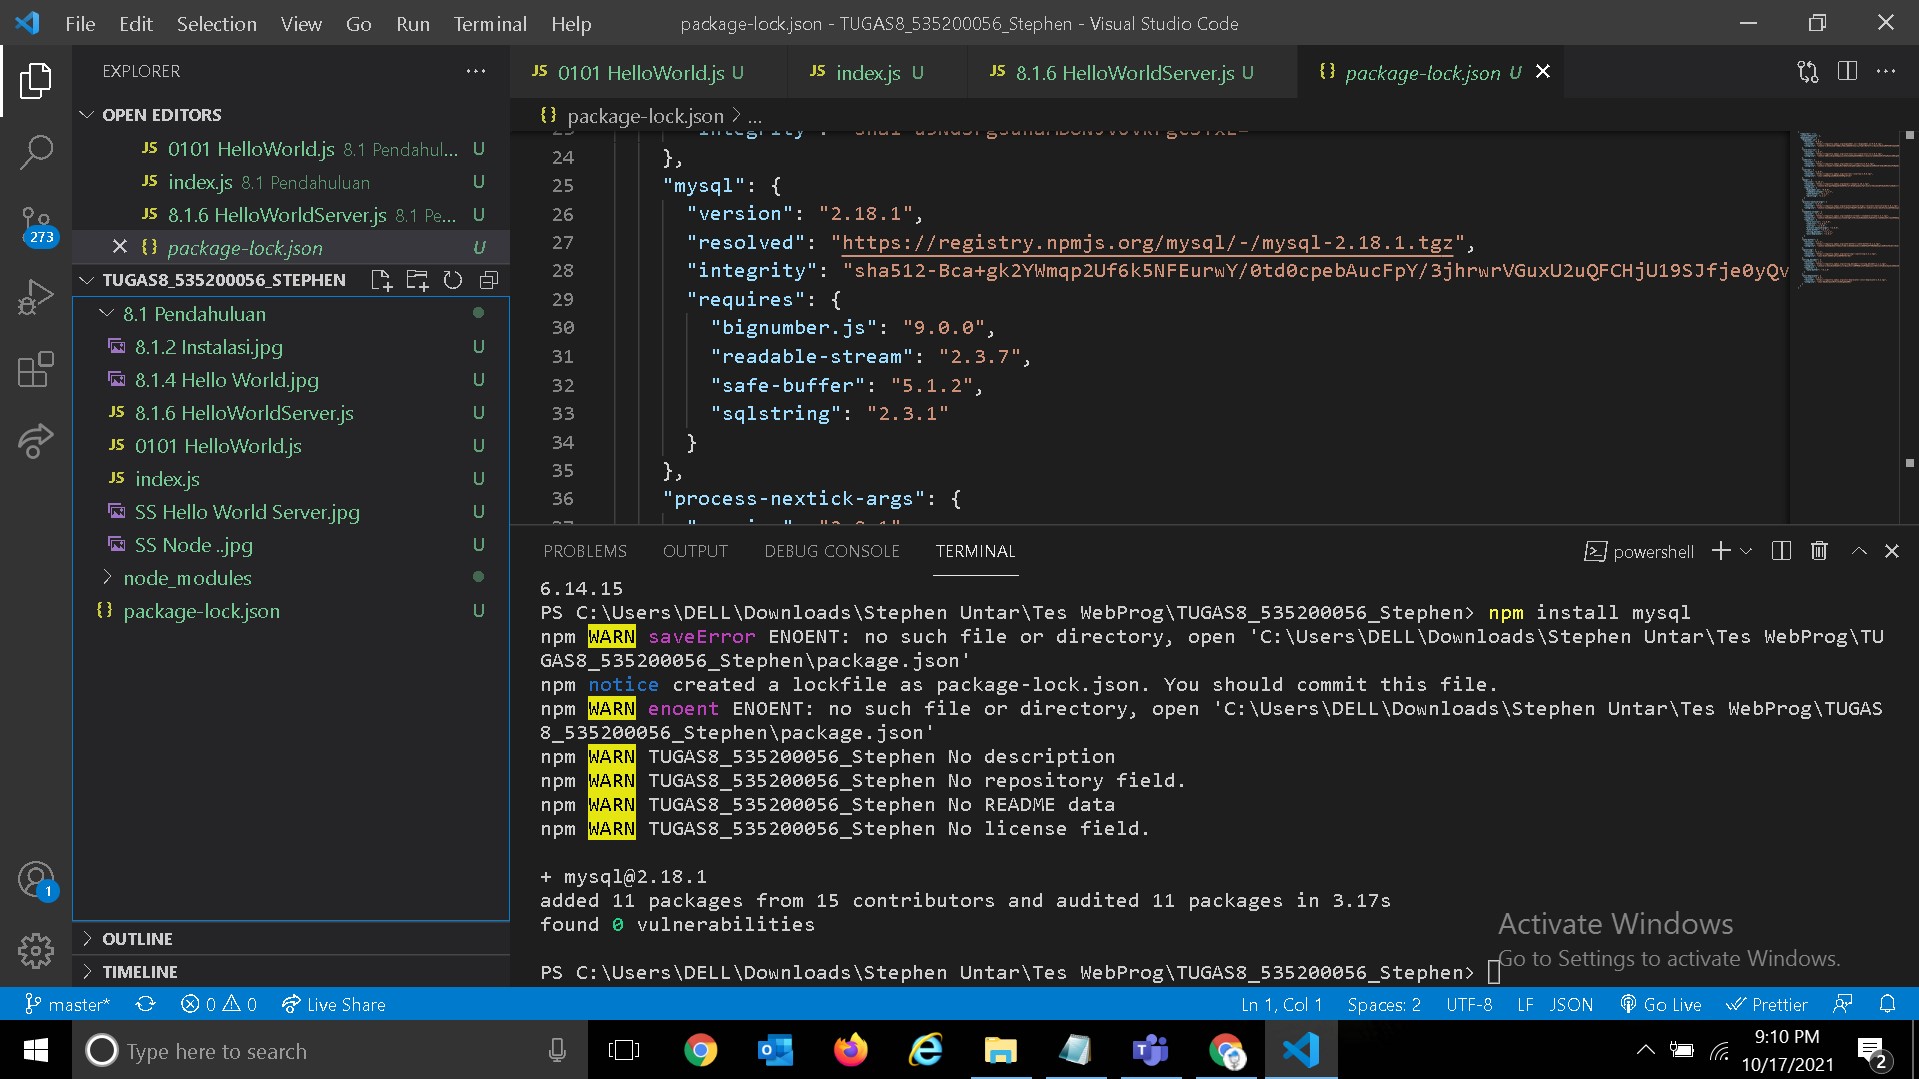 File Edit Selection View Go Run Terminal Help
package-lock.json - TUGAS8_535200056_Stephen - Visual Studio Code
EXPLORER
OPEN EDITORS
JS 0101 HelloWorld.js 8.1 Pendahul... U
JS index.js 8.1 Pendahuluan U
JS 8.1.6 HelloWorldServer.js 8.1 Pe... U
{} package-lock.json U
TUGAS8_535200056_STEPHEN
8.1 Pendahuluan
8.1.2 Instalasi.jpg U
8.1.4 Hello World.jpg U
JS 8.1.6 HelloWorldServer.js U
JS 0101 HelloWorld.js U
JS index.js U
SS Hello World Server.jpg U
SS Node ..jpg U
node_modules
{} package-lock.json U
OUTLINE
TIMELINE
273
1
JS 0101 HelloWorld.js U
JS index.js U
JS 8.1.6 HelloWorldServer.js U
{} package-lock.json U
{} package-lock.json > ...
24 },
25 "mysql": {
26 "version": "2.18.1",
27 "resolved": "https://registry.npmjs.org/mysql/-/mysql-2.18.1.tgz",
28 "integrity": "sha512-Bca+gk2YWmqp2Uf6k5NFEurwY/0td0cpebAucFpY/3jhrwrVGuxU2uQFCHjU19SJfje0yQv
29 "requires": {
30 "bignumber.js": "9.0.0",
31 "readable-stream": "2.3.7",
32 "safe-buffer": "5.1.2",
33 "sqlstring": "2.3.1"
34 }
35 },
36 "process-nextick-args": {
PROBLEMS OUTPUT DEBUG CONSOLE TERMINAL
powershell
6.14.15
PS C:\Users\DELL\Downloads\Stephen Untar\Tes WebProg\TUGAS8_535200056_Stephen> npm install mysql
npm WARN saveError ENOENT: no such file or directory, open 'C:\Users\DELL\Downloads\Stephen Untar\Tes WebProg\TU
GAS8_535200056_Stephen\package.json'
npm notice created a lockfile as package-lock.json. You should commit this file.
npm WARN enoent ENOENT: no such file or directory, open 'C:\Users\DELL\Downloads\Stephen Untar\Tes WebProg\TUGAS
8_535200056_Stephen\package.json'
npm WARN TUGAS8_535200056_Stephen No description
npm WARN TUGAS8_535200056_Stephen No repository field.
npm WARN TUGAS8_535200056_Stephen No README data
npm WARN TUGAS8_535200056_Stephen No license field.
+ mysql@2.18.1
added 11 packages from 15 contributors and audited 11 packages in 3.17s
found 0 vulnerabilities
PS C:\Users\DELL\Downloads\Stephen Untar\Tes WebProg\TUGAS8_535200056_Stephen>
Activate Windows
Go to Settings to activate Windows.
master* 0 0 Live Share
Ln 1, Col 1 Spaces: 2 UTF-8 LF JSON Go Live Prettier
Type here to search
9:10 PM
10/17/2021
2